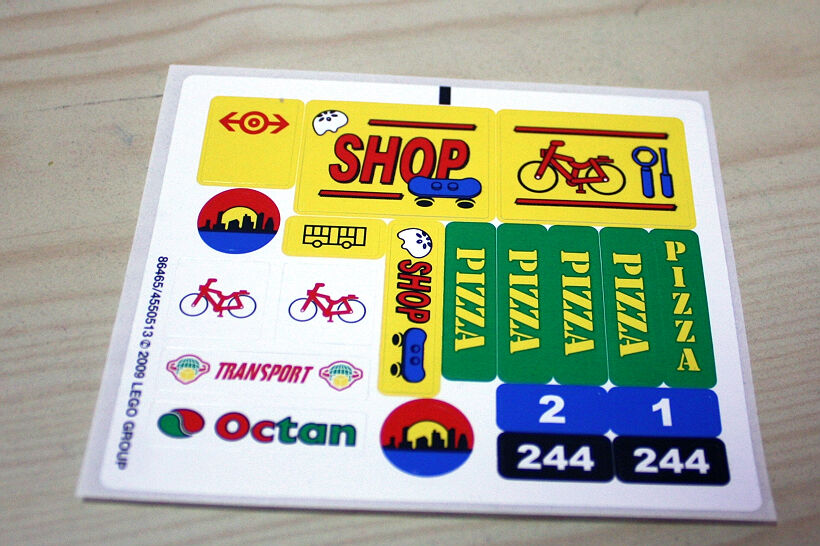 SHOP
SHOP
PIZZA
PIZZA
PIZZA
PIZZA
PIZZA
TRANSPORT
Octan
2
1
244
244
86465/4550513 © 2009 LEGO GROUP